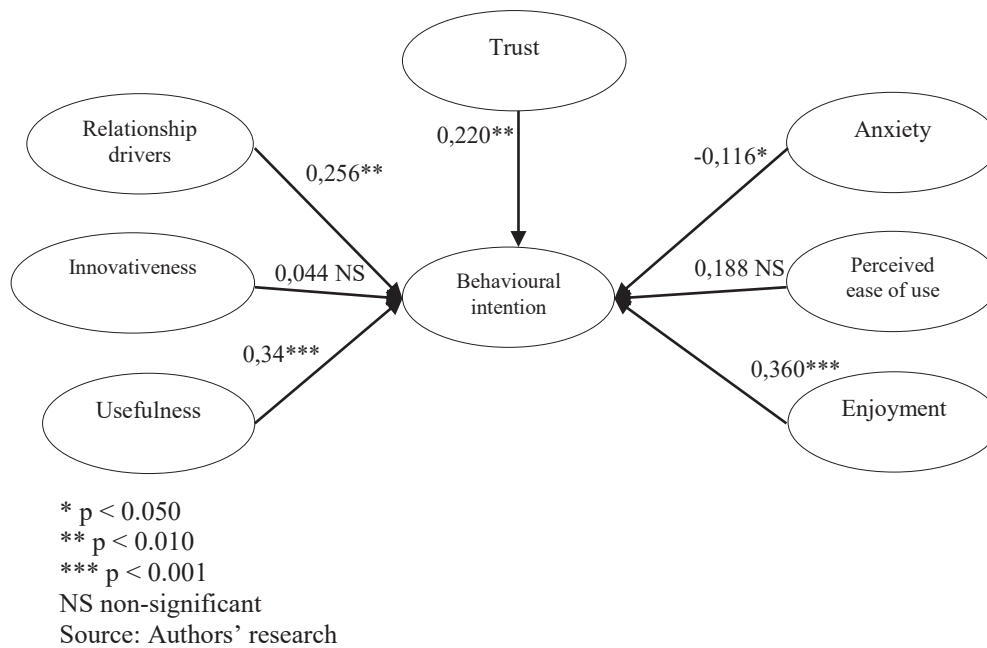 Trust
Relationship
drivers
0,220**
Anxiety
0,256**
-0,116*
Innovativeness
0,044 NS
Behavioural
intention
0,188 NS
Perceived
ease of use
0,34***
0,360***
Usefulness
Enjoyment
* p < 0.050
** p < 0.010
*** p < 0.001
NS non-significant
Source: Authors’ research